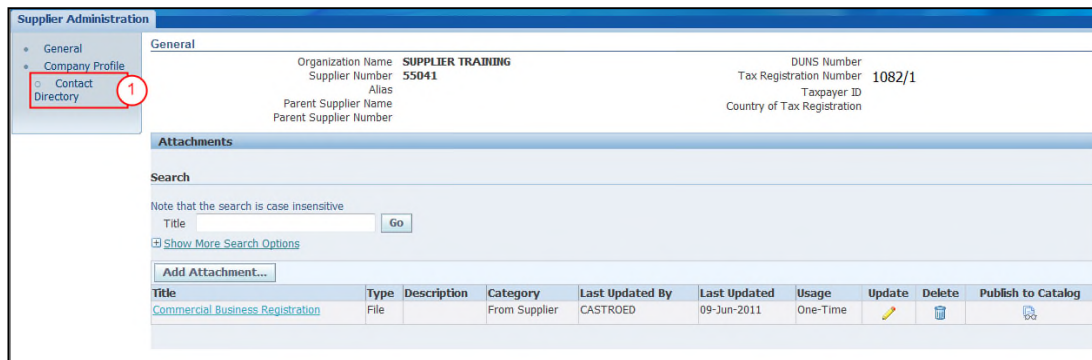 Supplier Administration
General
Company Profile
Contact
Directory
1
General
Organization Name SUPPLIER TRAINING
Supplier Number 55041
Alias
Parent Supplier Name
Parent Supplier Number
DUNS Number
Tax Registration Number 1082/1
Taxpayer ID
Country of Tax Registration
Attachments
Search
Note that the search is case insensitive
Title Go
Show More Search Options
Add Attachment...
Title Type Description Category Last Updated By Last Updated Usage Update Delete Publish to Catalog
Commercial Business Registration File From Supplier CASTROED 09-Jun-2011 One-Time